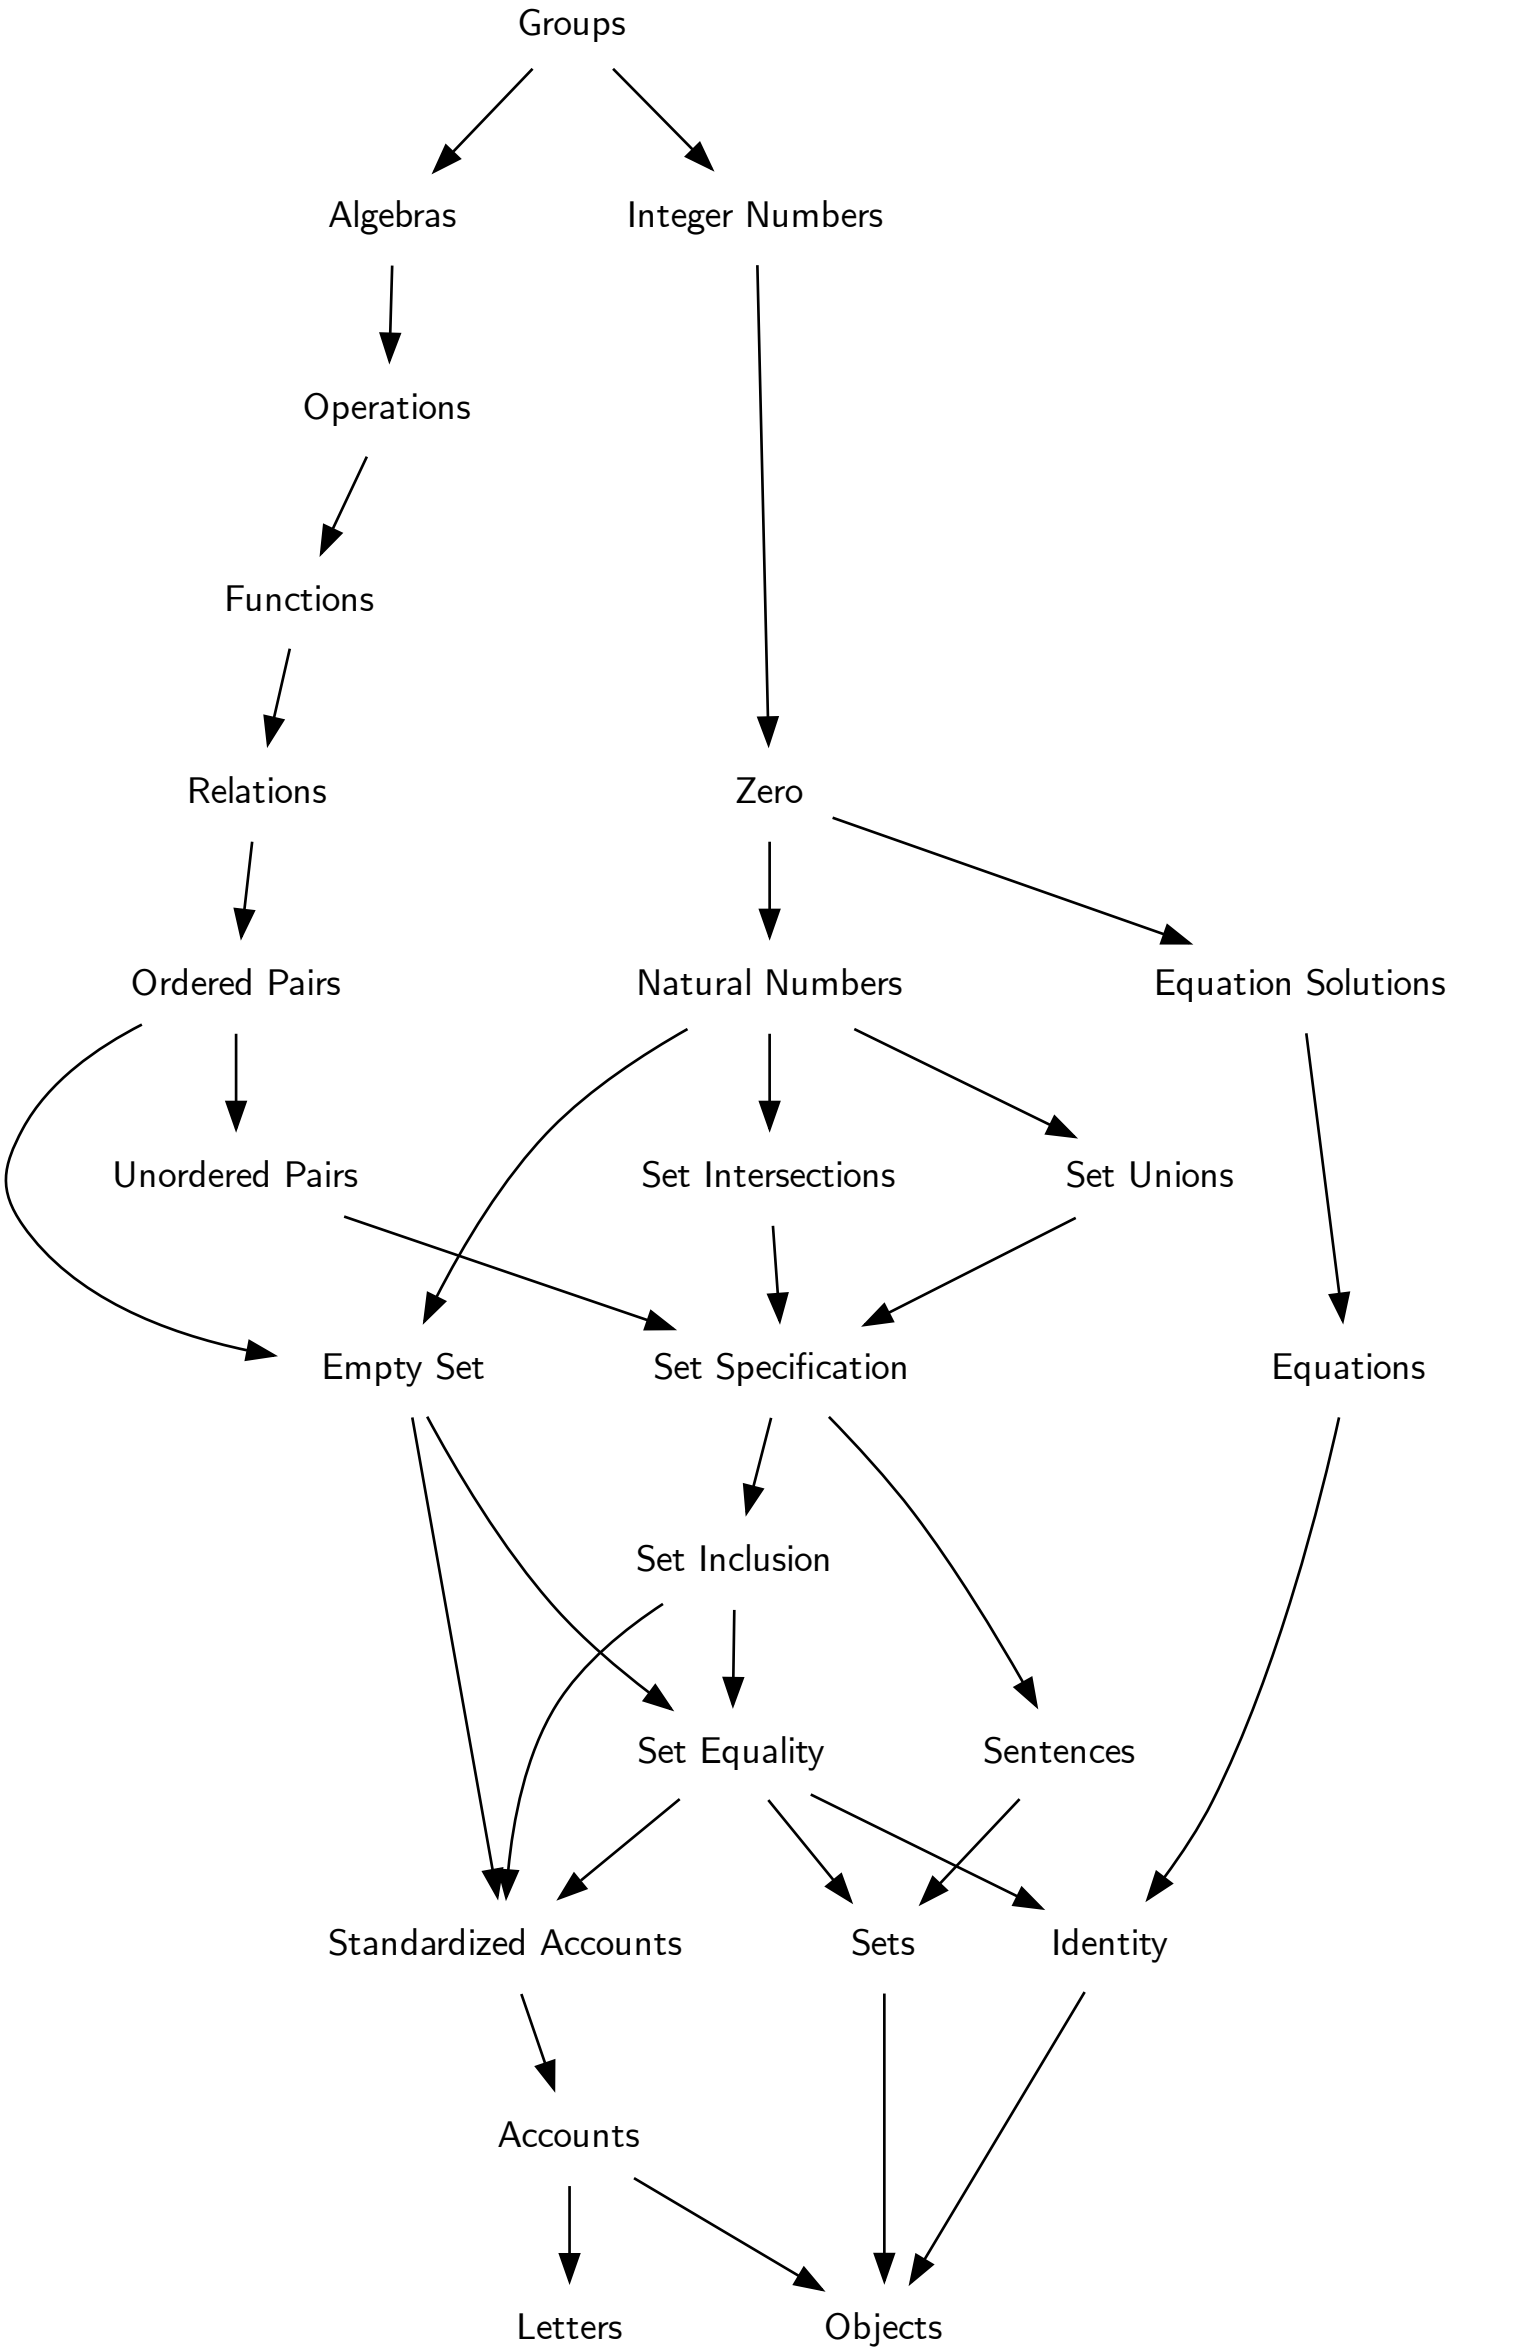 Groups
Algebras
Integer Numbers
Operations
Functions
Relations
Zero
Ordered Pairs
Natural Numbers
Equation Solutions
Unordered Pairs
Set Intersections
Set Unions
Empty Set
Set Specification
Equations
Set Inclusion
Set Equality
Sentences
Standardized Accounts
Sets
Identity
Accounts
Letters
Objects